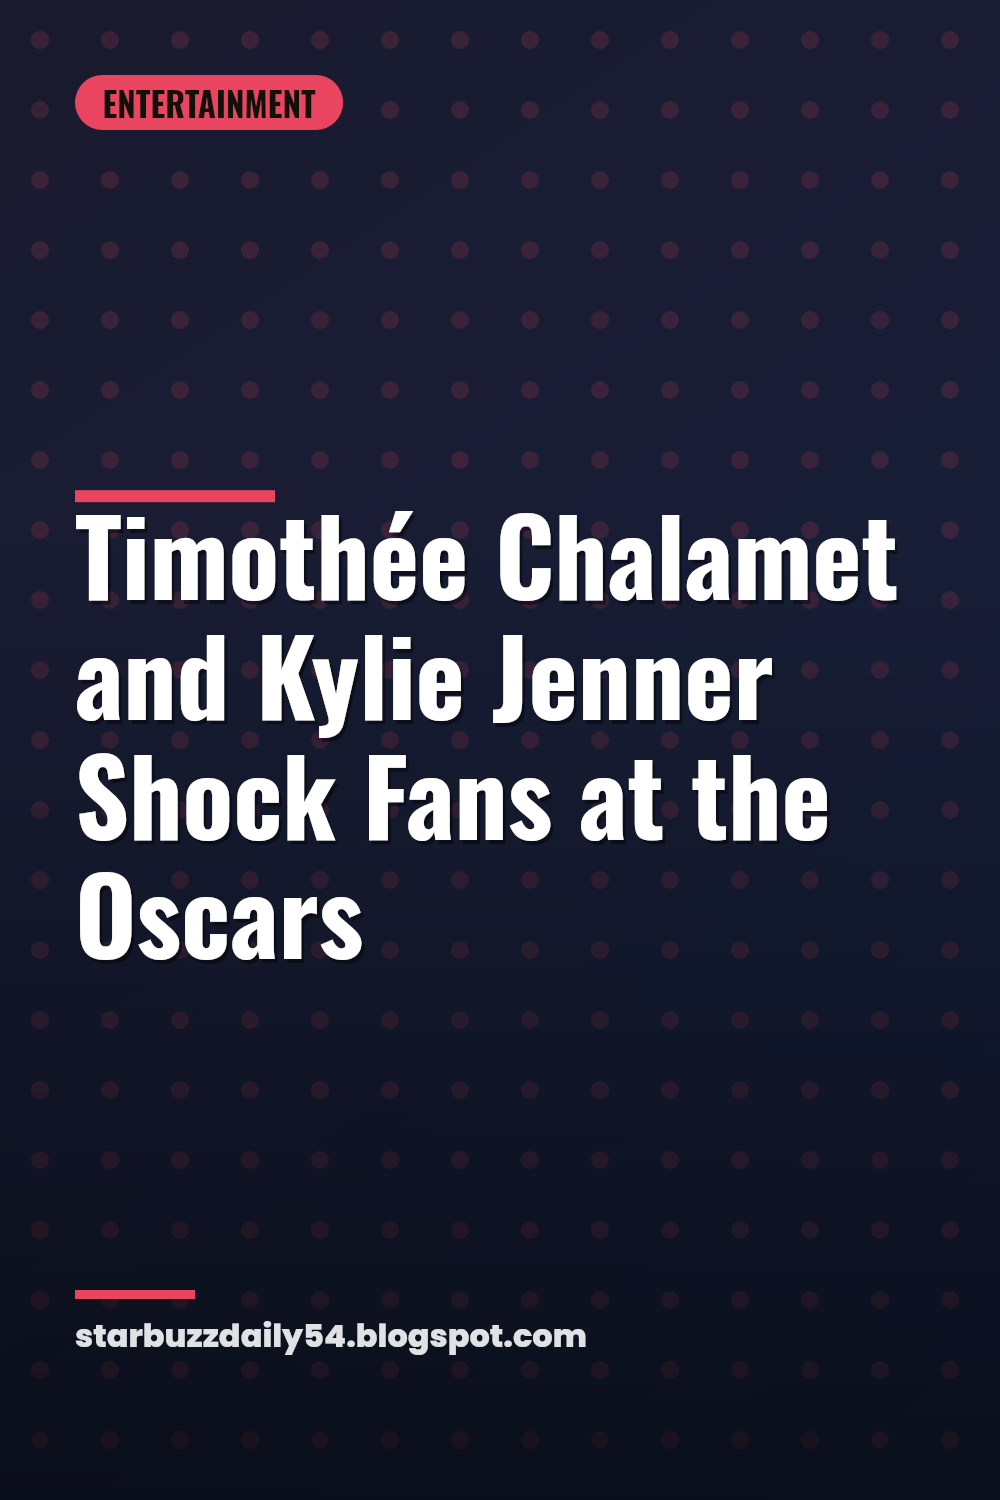 ENTERTAINMENT
Timothée Chalamet
and Kylie Jenner
Shock Fans at the
Oscars
starbuzzdaily54.blogspot.com